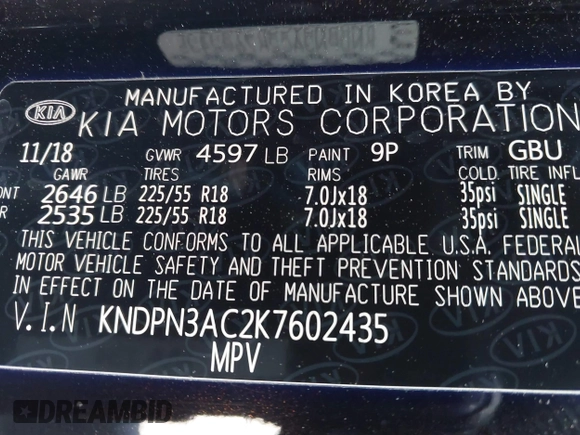 KIA
MANUFACTURED IN KOREA BY
KIA MOTORS CORPORATION
11/18 GVWR 4597 LB PAINT 9P TRIM GBU
GAWR TIRES RIMS COLD TIRE INFL
ONT 2646 LB 225/55 R18 7.0Jx18 35psi SINGLE
R 2535 LB 225/55 R18 7.0Jx18 35psi SINGLE
THIS VEHICLE CONFORMS TO ALL APPLICABLE U.S.A. FEDERAL
MOTOR VEHICLE SAFETY AND THEFT PREVENTION STANDARDS
IN EFFECT ON THE DATE OF MANUFACTURE SHOWN ABOVE
V.I.N KNDPN3AC2K7602435
MPV
DREAMBID